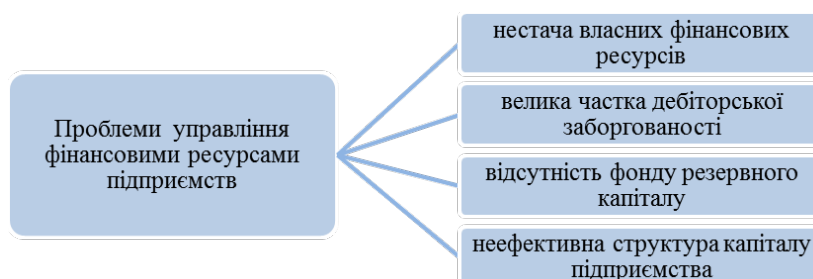 Проблеми управління
фінансовими ресурсами
підприємств
нестача власних фінансових
ресурсів
велика частка дебіторської
заборгованості
відсутність фонду резервного
капіталу
неефективна структура капіталу
підприємства